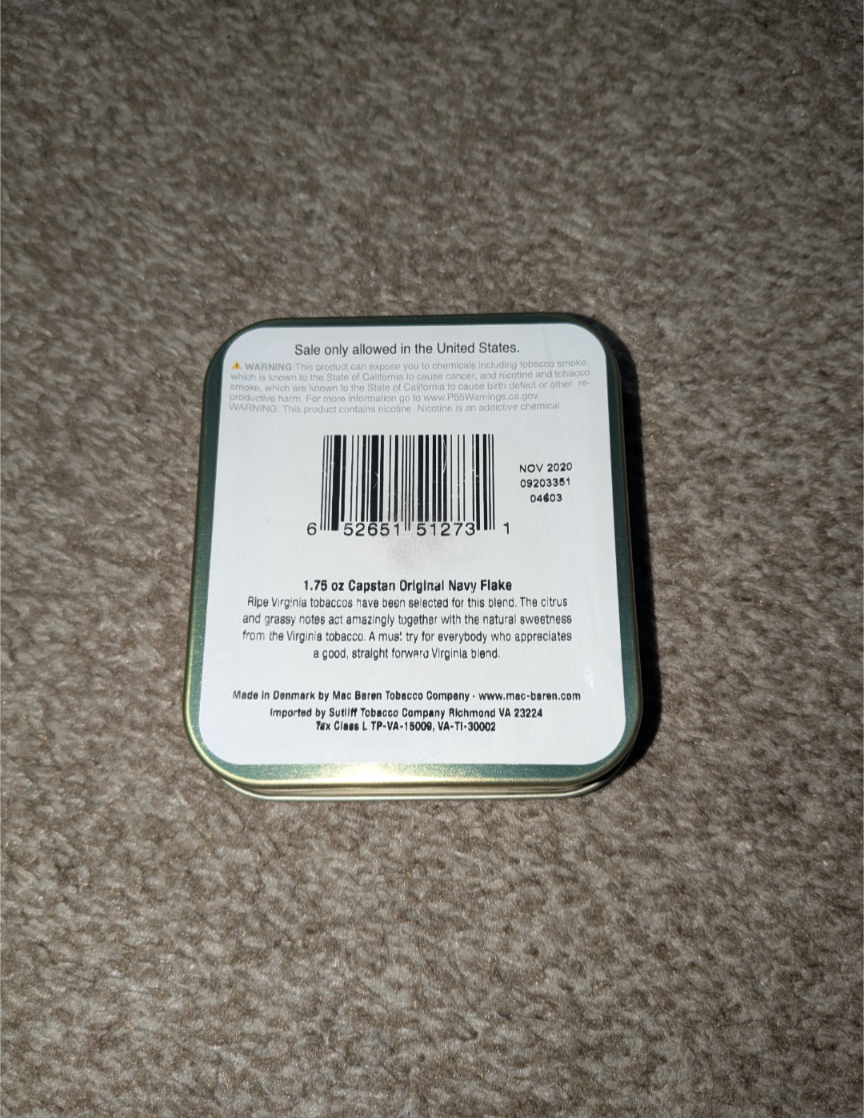 Sale only allowed in the United States.
⚠ WARNING: This product can expose you to chemicals including tobacco smoke,
which is known to the State of California to cause cancer, and nicotine and tobacco
smoke, which are known to the State of California to cause birth defect or other re-
productive harm. For more information go to www.P65Warnings.ca.gov.
WARNING: This product contains nicotine. Nicotine is an addictive chemical.
NOV 2020
09203351
04603
6 52651 51273 1
1.75 oz Capstan Original Navy Flake
Ripe Virginia tobaccos have been selected for this blend. The citrus
and grassy notes act amazingly together with the natural sweetness
from the Virginia tobacco. A must try for everybody who appreciates
a good, straight forward Virginia blend.
Made in Denmark by Mac Baren Tobacco Company · www.mac-baren.com
Imported by Sutliff Tobacco Company Richmond VA 23224
Tax Class L TP-VA-15009, VA-TI-30002